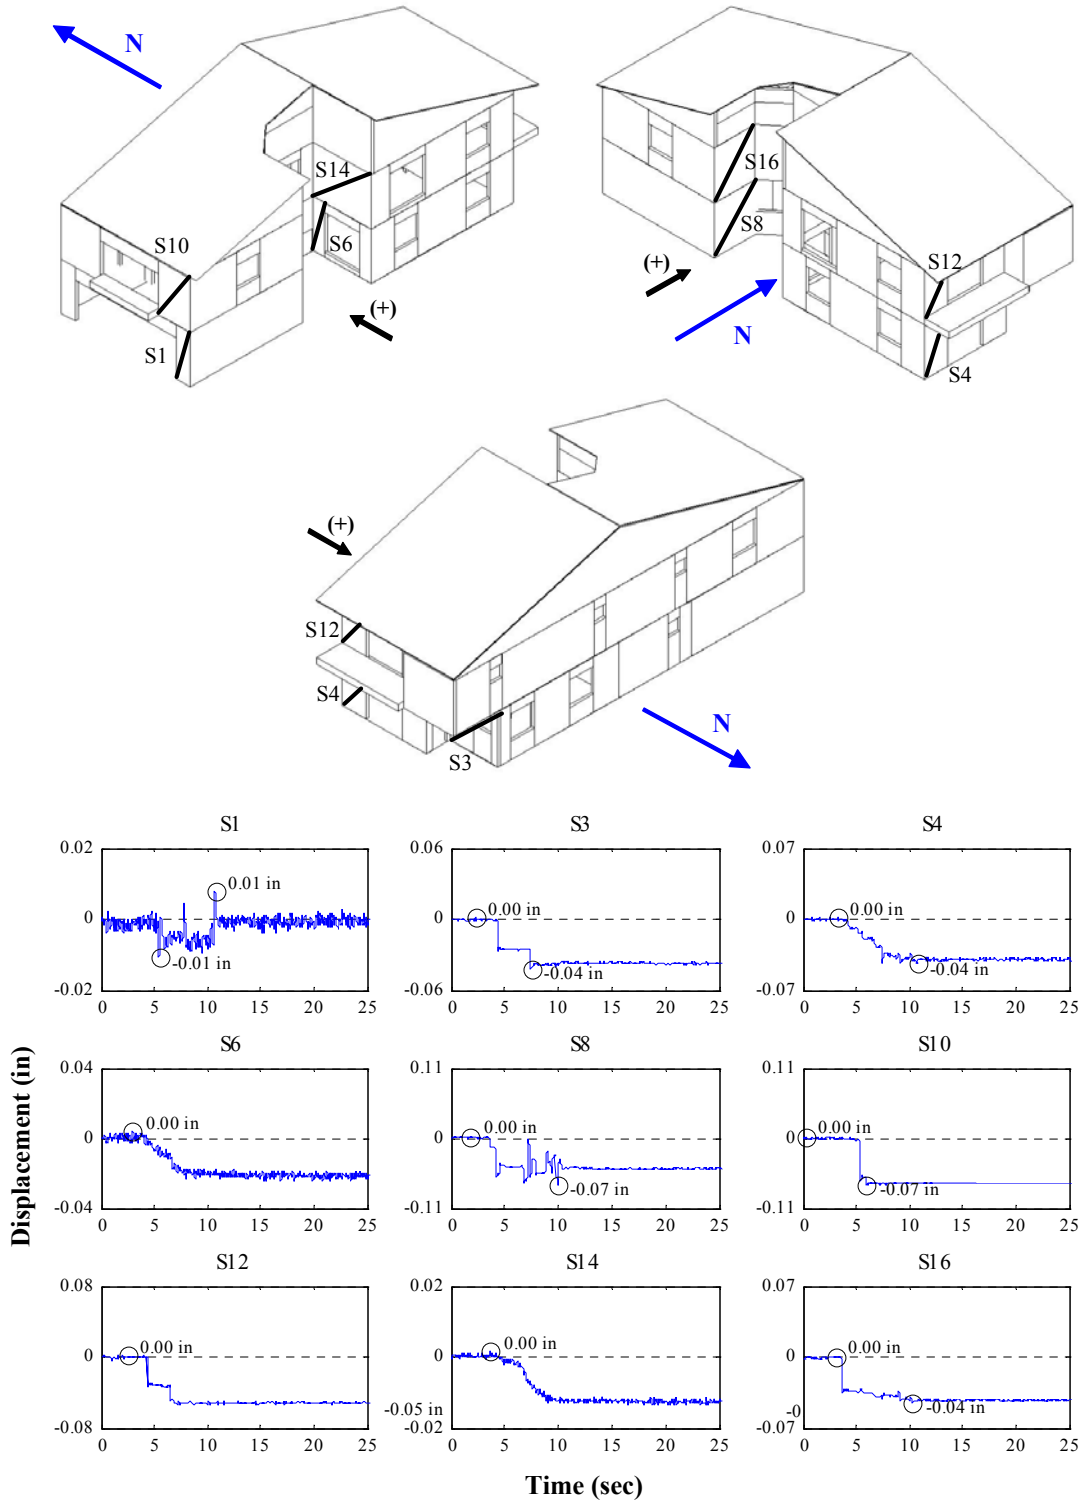 N
N
S14
S6
S10
S1
(+)
S16
S8
(+)
N
S12
S4
(+)
S12
S4
S3
N
Displacement (in)
S1
0.02
0
-0.02
0.01 in
-0.01 in
0 5 10 15 20 25
S3
0.06
0
-0.06
0.00 in
-0.04 in
0 5 10 15 20 25
S4
0.07
0
-0.07
0.00 in
-0.04 in
0 5 10 15 20 25
S6
0.04
0
-0.04
0.00 in
0 5 10 15 20 25
S8
0.11
0
-0.11
0.00 in
-0.07 in
0 5 10 15 20 25
S10
0.11
0
-0.11
0.00 in
-0.07 in
0 5 10 15 20 25
S12
0.08
0
-0.08
0.00 in
0 5 10 15 20 25
S14
0.02
0
-0.05 in
-0.02
0.00 in
0 5 10 15 20 25
S16
0.07
0
-0
-0.07
0.00 in
-0.04 in
0 5 10 15 20 25
Time (sec)